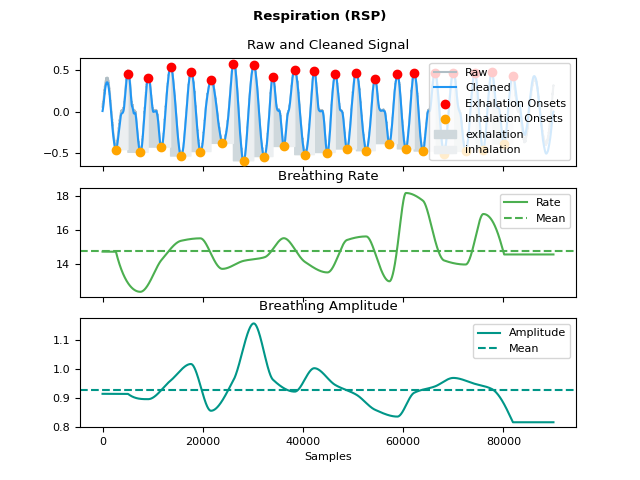 Respiration (RSP)
Raw and Cleaned Signal
0.5
0.0
−0.5
Raw
Cleaned
Exhalation Onsets
Inhalation Onsets
exhalation
inhalation
Breathing Rate
18
16
14
Rate
Mean
Breathing Amplitude
1.1
1.0
0.9
0.8
Amplitude
Mean
0 20000 40000 60000 80000
Samples